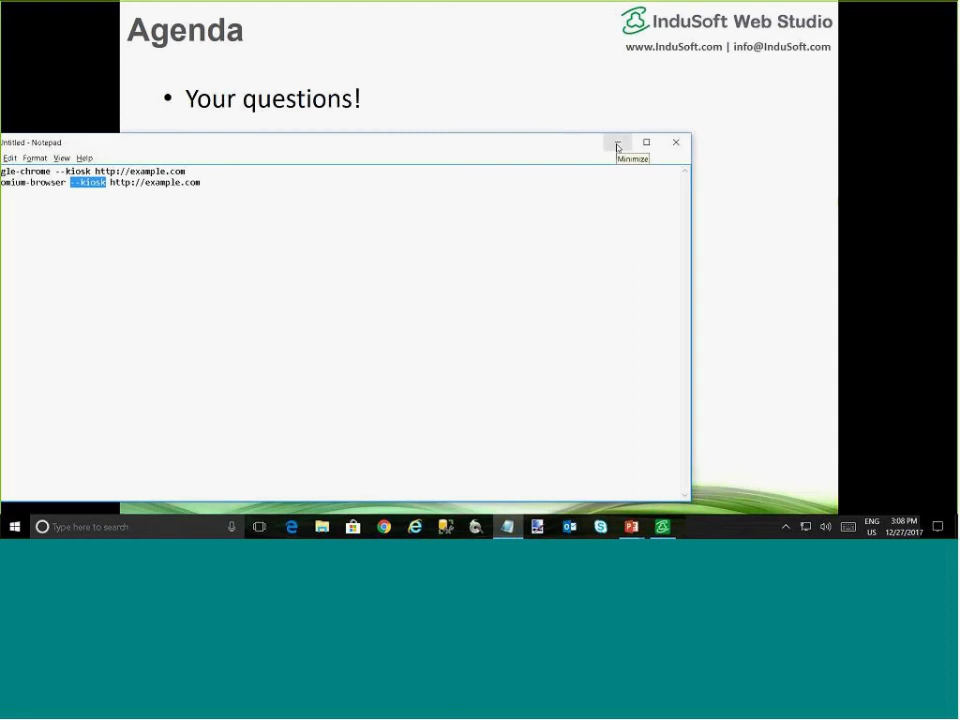 Agenda
InduSoft Web Studio
www.InduSoft.com | info@InduSoft.com
• Your questions!
ntitled - Notepad
Edit Format View Help
Minimize
gle-chrome --kiosk http://example.com
omium-browser --kiosk http://example.com
Type here to search
ENG 3:08 PM
US 12/27/2017